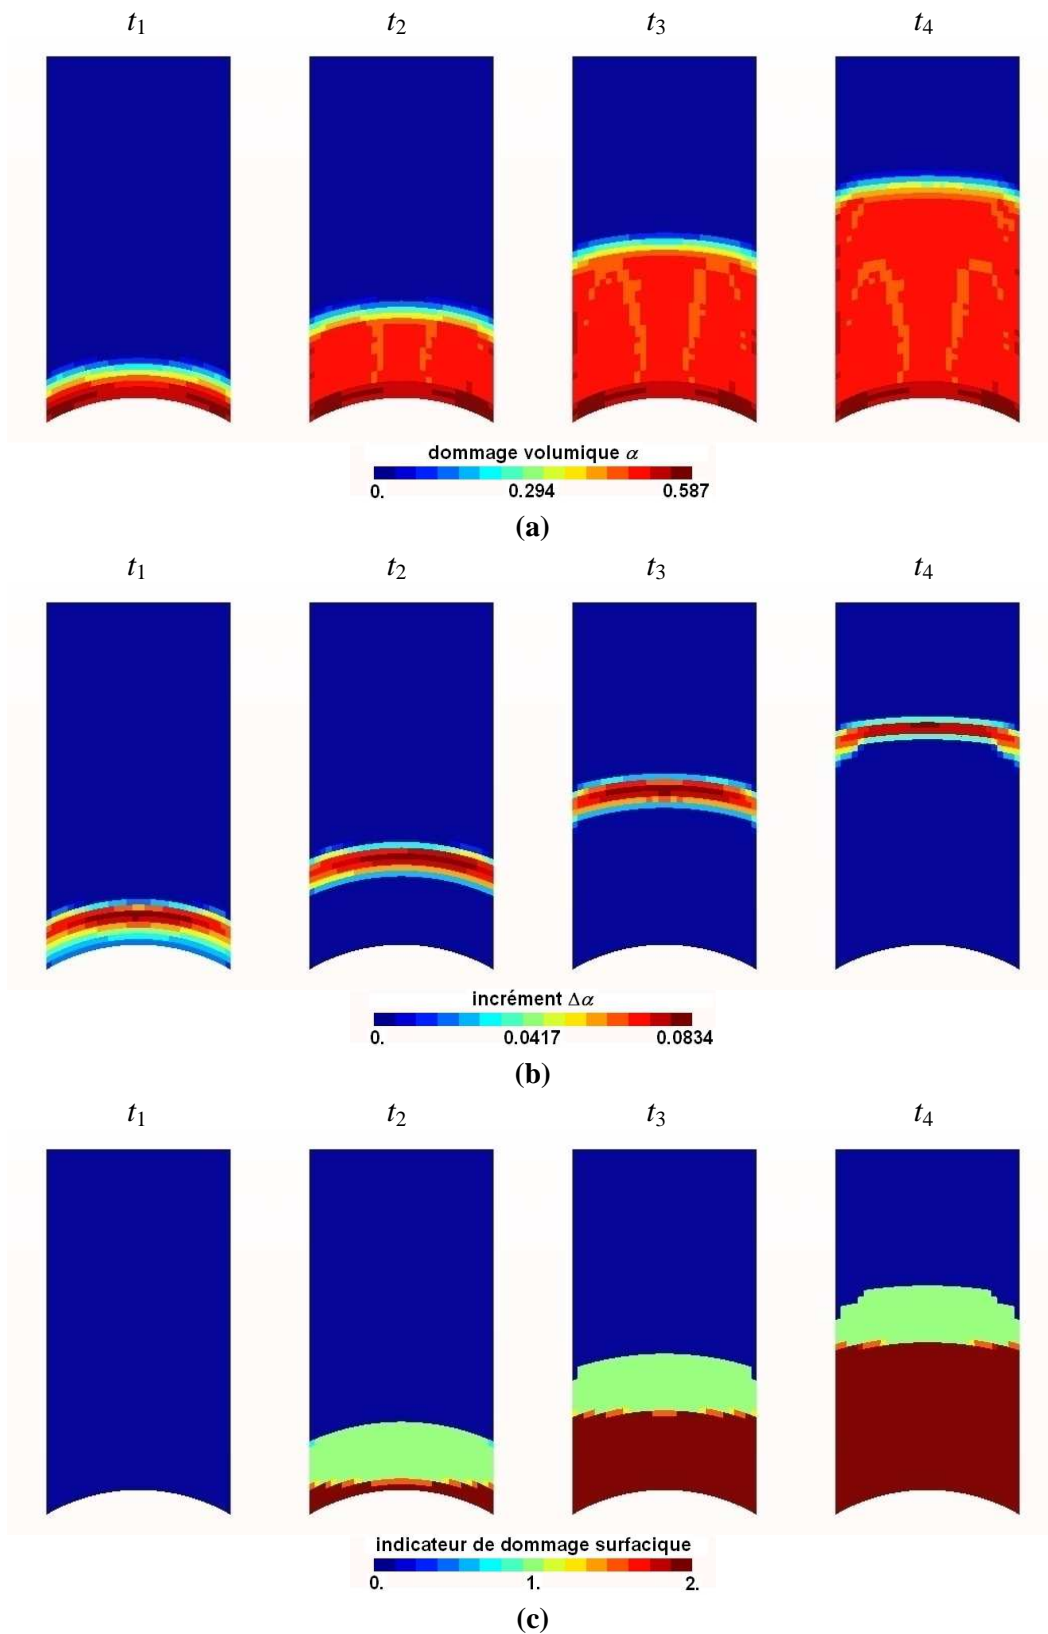 t1 t2 t3 t4
dommage volumique α
0. 0.294 0.587
(a)
t1 t2 t3 t4
incrément Δα
0. 0.0417 0.0834
(b)
t1 t2 t3 t4
indicateur de dommage surfacique
0. 1. 2.
(c)